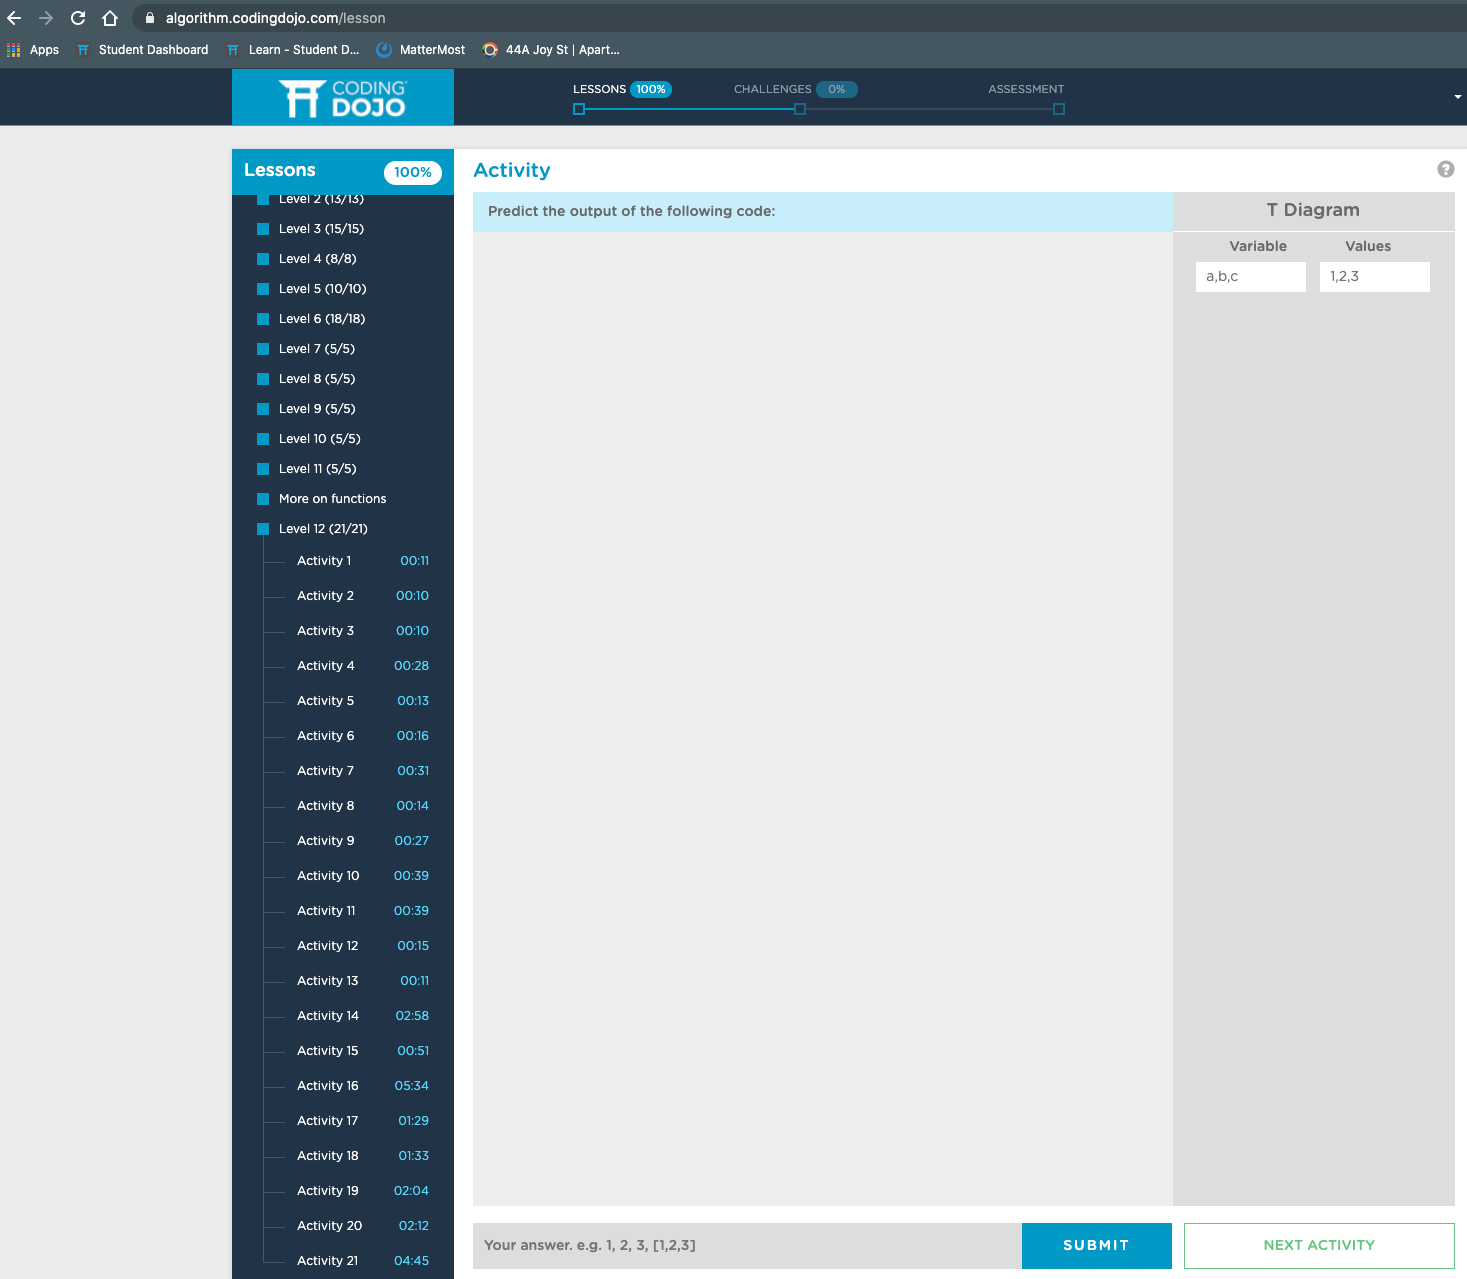 algorithm.codingdojo.com/lesson
Apps Student Dashboard Learn - Student D... MatterMost 44A Joy St | Apart...
CODING DOJO
LESSONS 100% CHALLENGES 0% ASSESSMENT
Lessons 100%
Level 2 (13/13)
Level 3 (15/15)
Level 4 (8/8)
Level 5 (10/10)
Level 6 (18/18)
Level 7 (5/5)
Level 8 (5/5)
Level 9 (5/5)
Level 10 (5/5)
Level 11 (5/5)
More on functions
Level 12 (21/21)
Activity 1 00:11
Activity 2 00:10
Activity 3 00:10
Activity 4 00:28
Activity 5 00:13
Activity 6 00:16
Activity 7 00:31
Activity 8 00:14
Activity 9 00:27
Activity 10 00:39
Activity 11 00:39
Activity 12 00:15
Activity 13 00:11
Activity 14 02:58
Activity 15 00:51
Activity 16 05:34
Activity 17 01:29
Activity 18 01:33
Activity 19 02:04
Activity 20 02:12
Activity 21 04:45
Activity ?
Predict the output of the following code:
T Diagram
Variable Values
a,b,c 1,2,3
Your answer. e.g. 1, 2, 3, [1,2,3] SUBMIT NEXT ACTIVITY